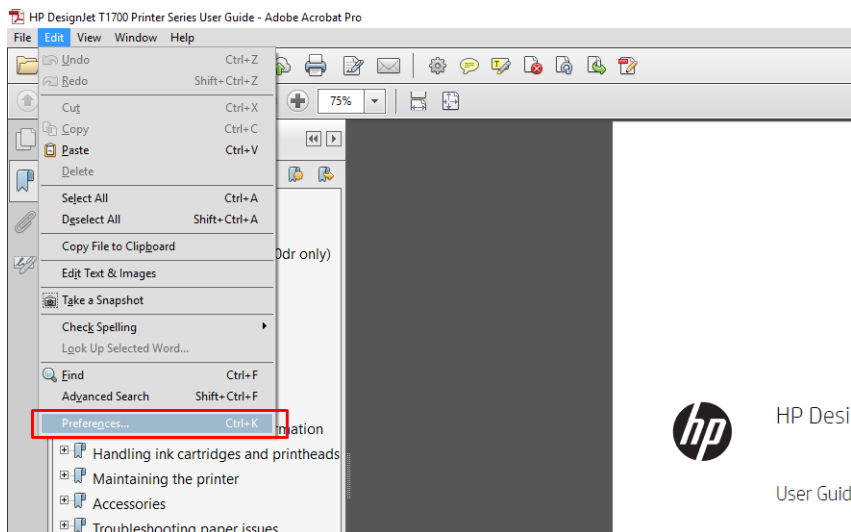 HP DesignJet T1700 Printer Series User Guide - Adobe Acrobat Pro
File Edit View Window Help
Undo Ctrl+Z
Redo Shift+Ctrl+Z
75%
Cut Ctrl+X
Copy Ctrl+C
Paste Ctrl+V
Delete
Select All Ctrl+A
Deselect All Shift+Ctrl+A
Copy File to Clipboard
0dr only)
Edit Text & Images
Take a Snapshot
Check Spelling
Look Up Selected Word...
Find Ctrl+F
Advanced Search Shift+Ctrl+F
Preferences... Ctrl+K
rmation
Handling ink cartridges and printheads
Maintaining the printer
Accessories
Troubleshooting paper issues
hp
HP Desi
User Guid